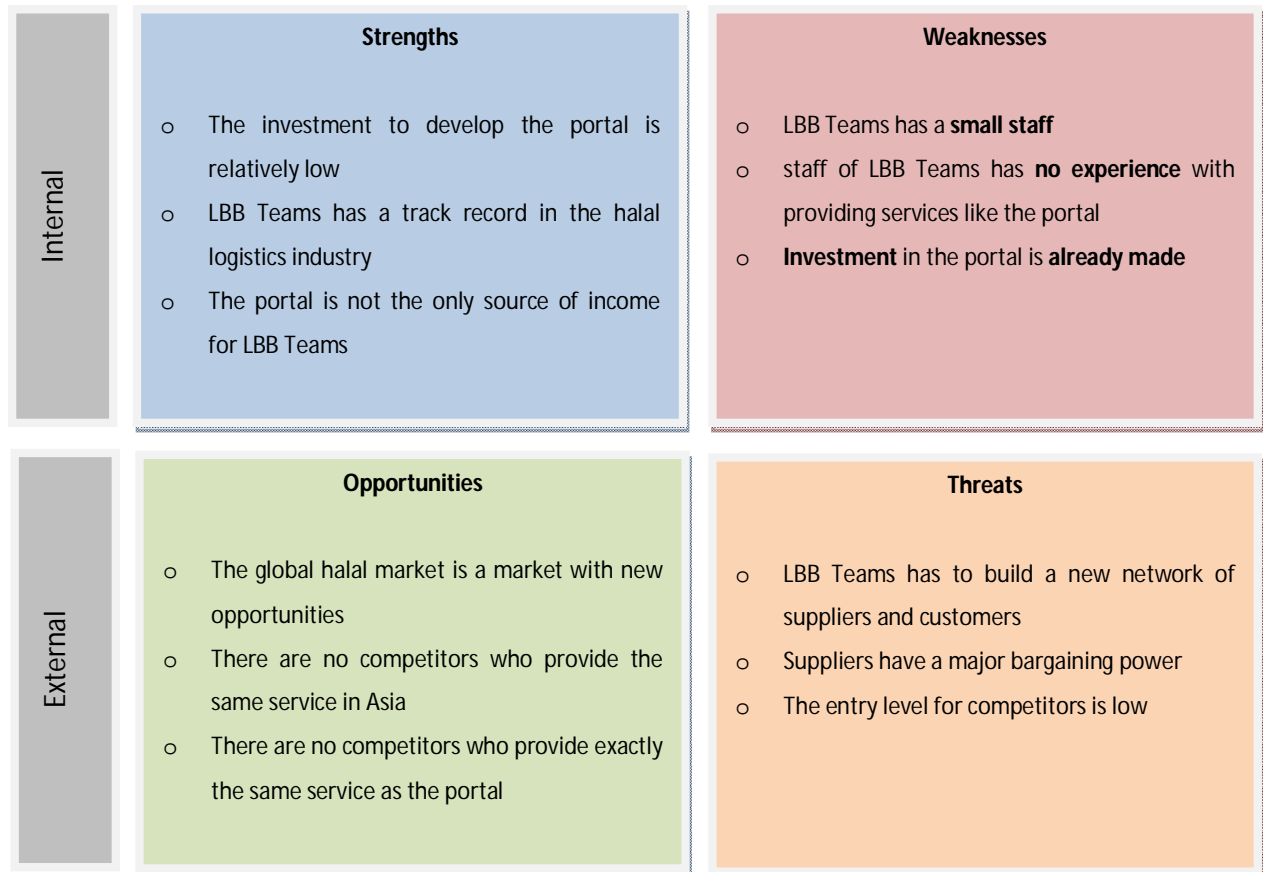 Internal
Strengths
o The investment to develop the portal is
relatively low
o LBB Teams has a track record in the halal
logistics industry
o The portal is not the only source of income
for LBB Teams
Weaknesses
o LBB Teams has a small staff
o staff of LBB Teams has no experience with
providing services like the portal
o Investment in the portal is already made
External
Opportunities
o The global halal market is a market with new
opportunities
o There are no competitors who provide the
same service in Asia
o There are no competitors who provide exactly
the same service as the portal
Threats
o LBB Teams has to build a new network of
suppliers and customers
o Suppliers have a major bargaining power
o The entry level for competitors is low